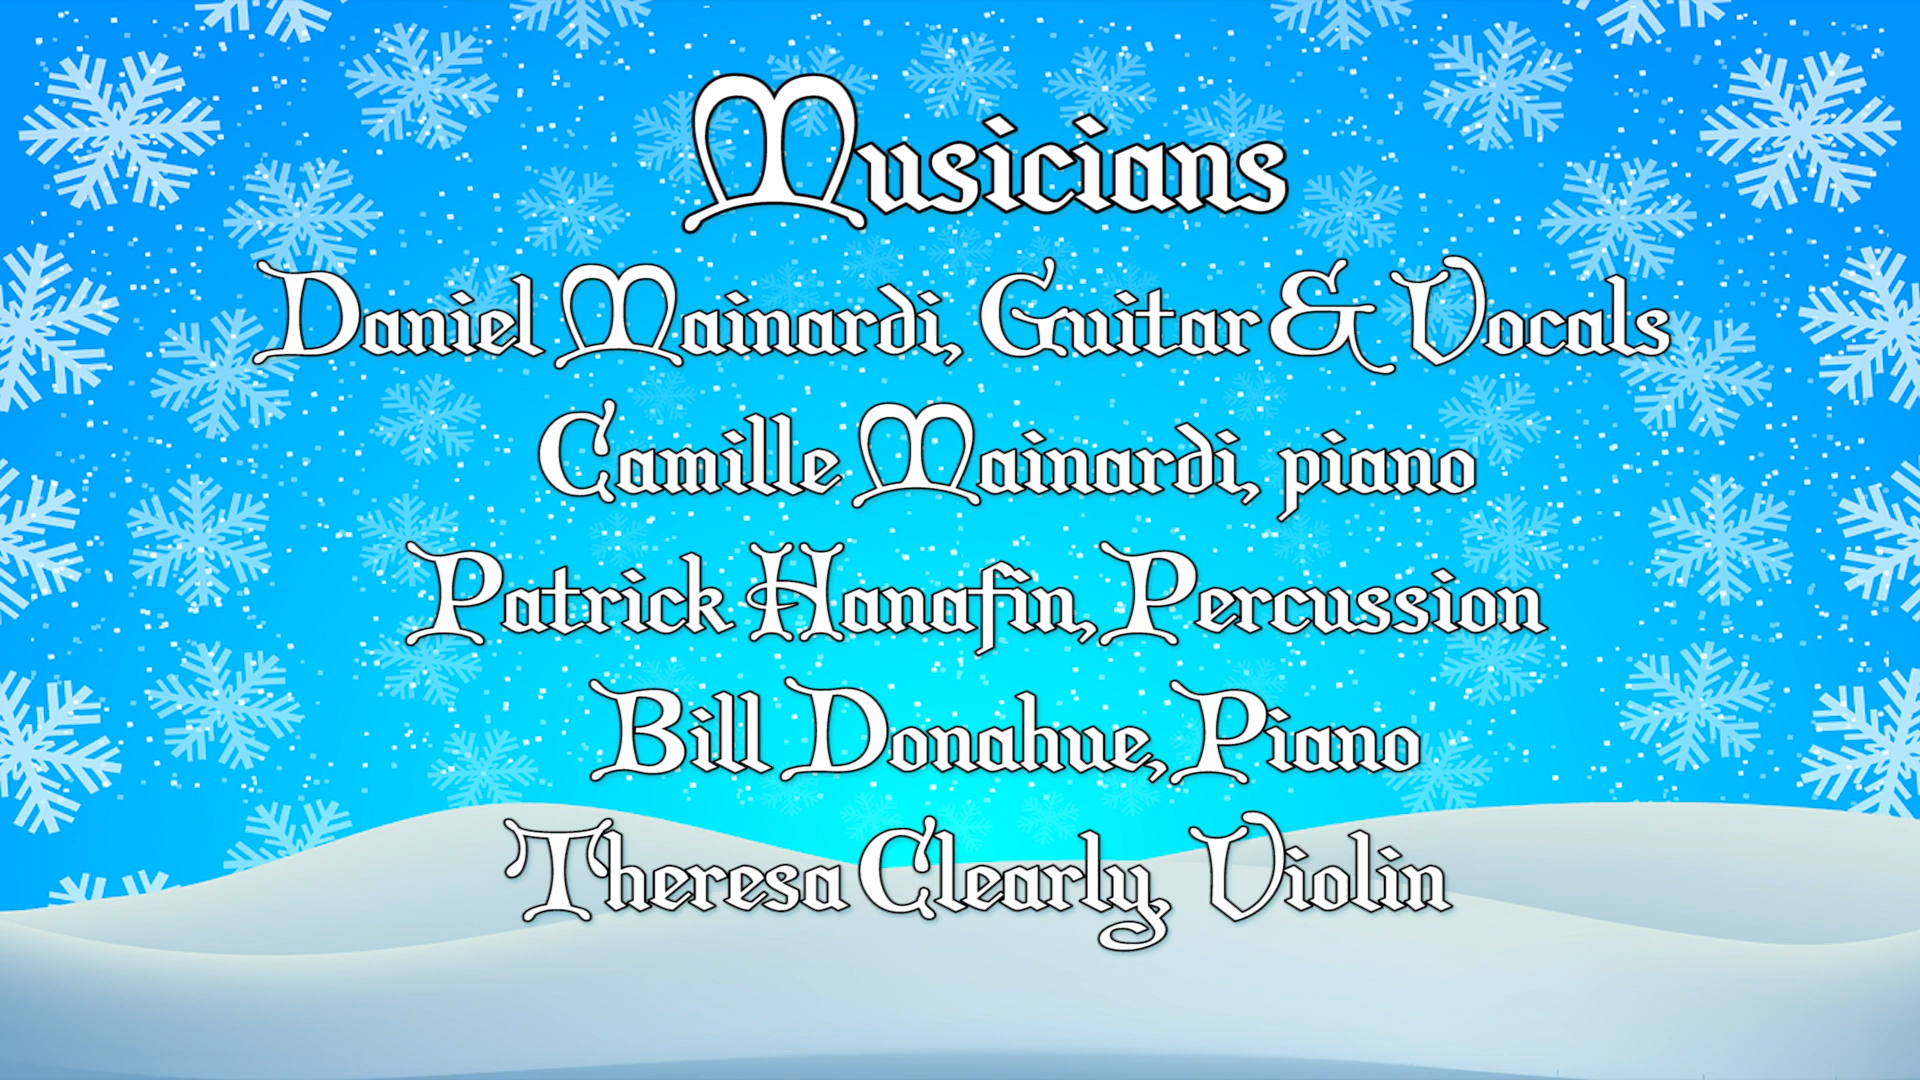 Musicians
Daniel Mainardi, Guitar & Vocals
Camille Mainardi, piano
Patrick Hanafin, Percussion
Bill Donahue, Piano
Theresa Clearly, Violin